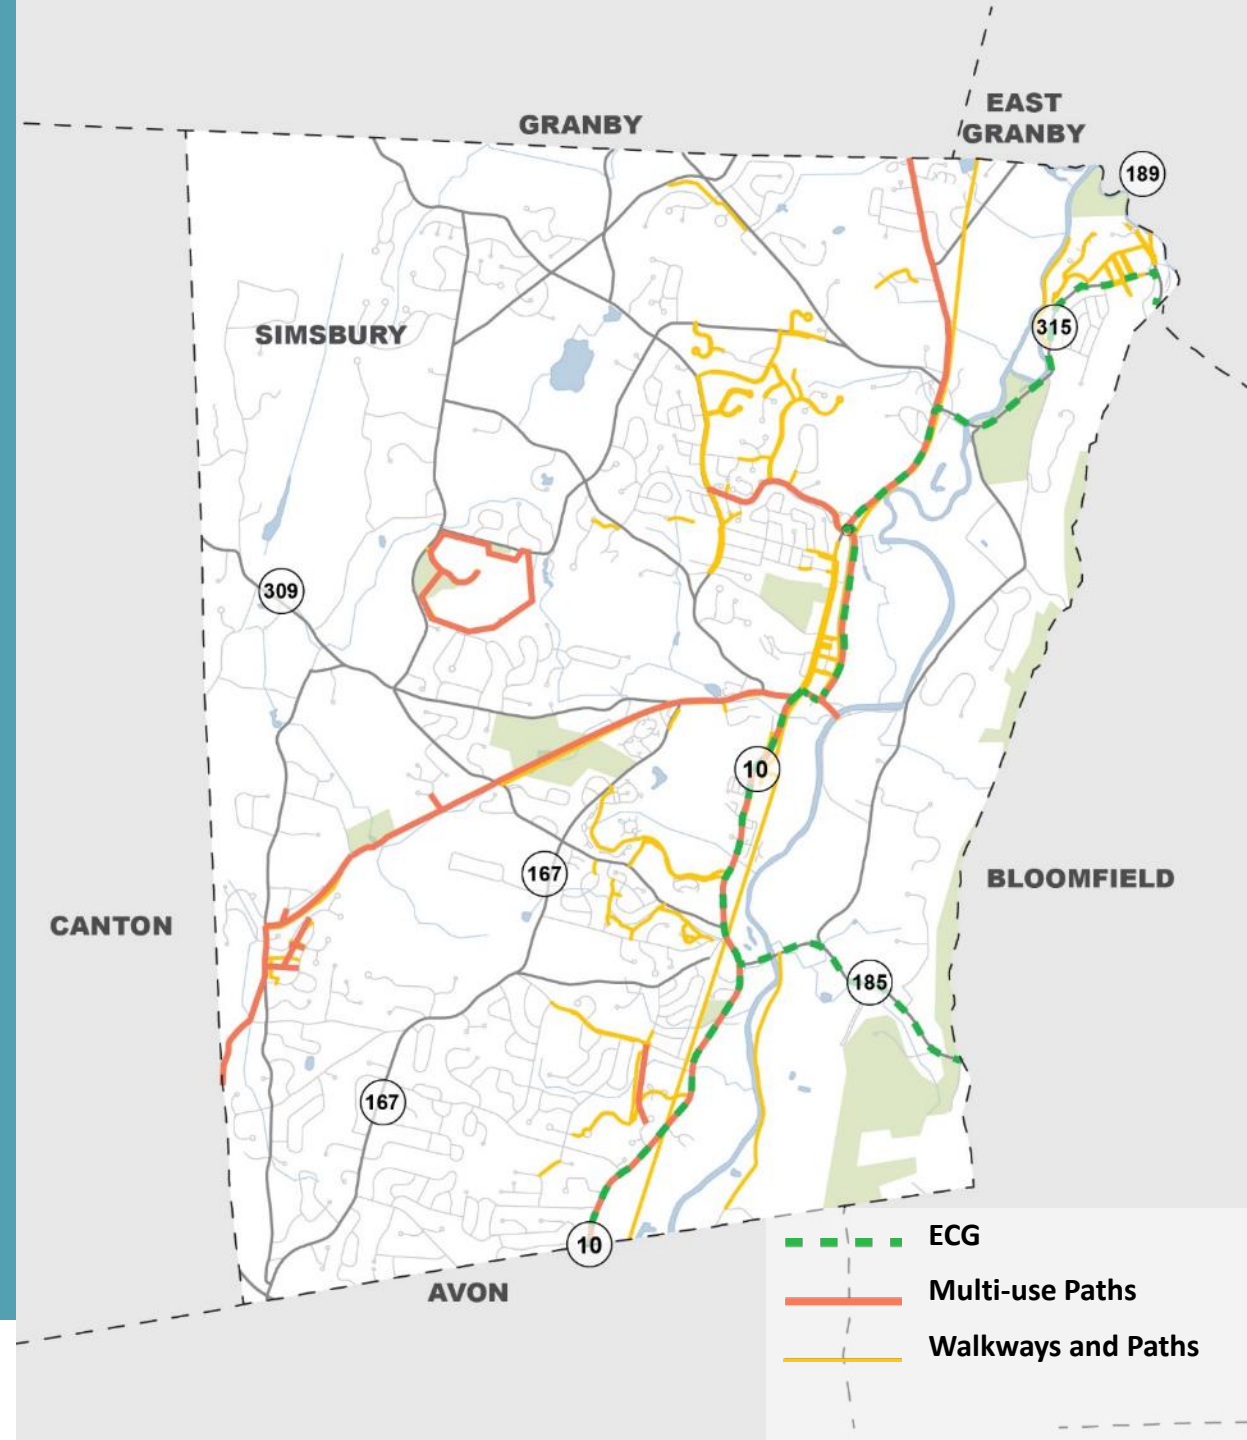 GRANBY
EAST
GRANBY
189
315
SIMSBURY
309
10
167
BLOOMFIELD
CANTON
185
167
10
AVON
ECG
Multi-use Paths
Walkways and Paths